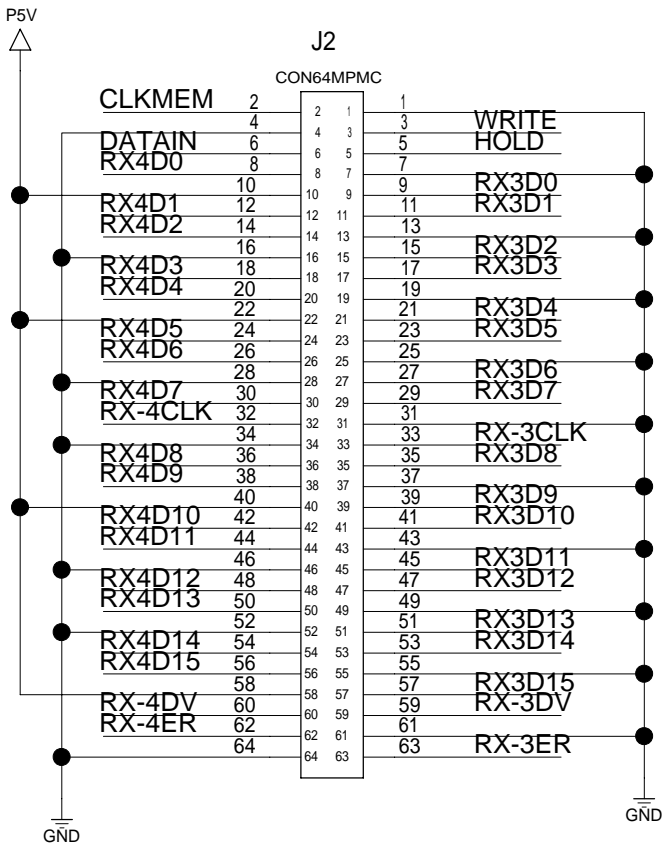 P5V
J2
CON64MPMC
CLKMEM 2 2 1 1
4 4 3 3 WRITE
DATAIN 6 6 5 5 HOLD
RX4D0 8 8 7 7
10 10 9 9 RX3D0
RX4D1 12 12 11 11 RX3D1
RX4D2 14 14 13 13
16 16 15 15 RX3D2
RX4D3 18 18 17 17 RX3D3
RX4D4 20 20 19 19
22 22 21 21 RX3D4
RX4D5 24 24 23 23 RX3D5
RX4D6 26 26 25 25
28 28 27 27 RX3D6
RX4D7 30 30 29 29 RX3D7
RX-4CLK 32 32 31 31
34 34 33 33 RX-3CLK
RX4D8 36 36 35 35 RX3D8
RX4D9 38 38 37 37
40 40 39 39 RX3D9
RX4D10 42 42 41 41 RX3D10
RX4D11 44 44 43 43
46 46 45 45 RX3D11
RX4D12 48 48 47 47 RX3D12
RX4D13 50 50 49 49
52 52 51 51 RX3D13
RX4D14 54 54 53 53 RX3D14
RX4D15 56 56 55 55
58 58 57 57 RX3D15
RX-4DV 60 60 59 59 RX-3DV
RX-4ER 62 62 61 61
64 64 63 63 RX-3ER
GND
GND